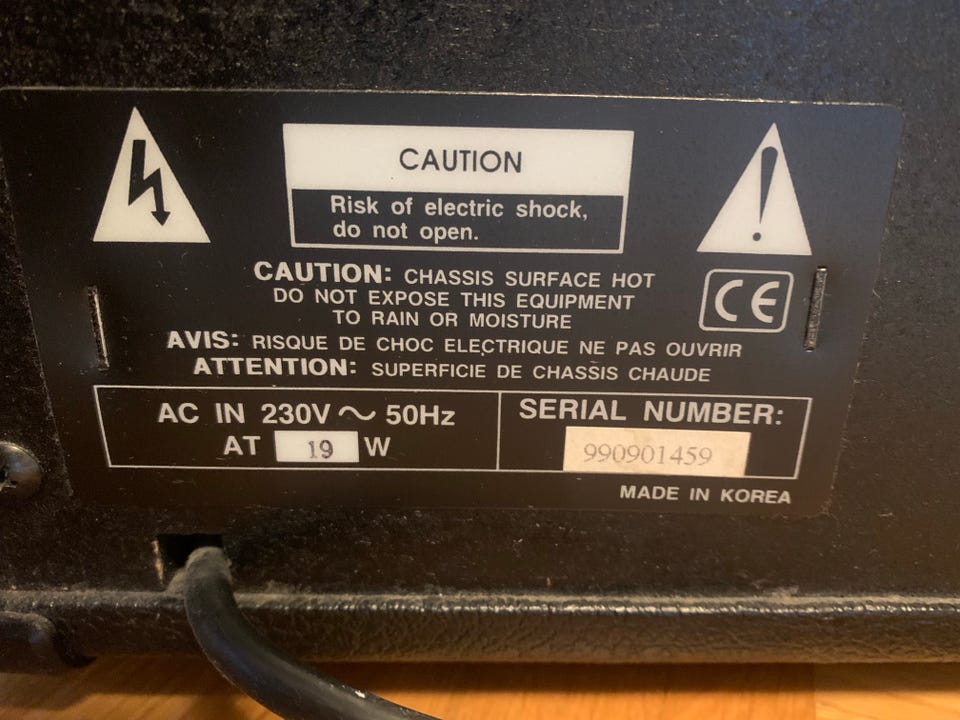 CAUTION
Risk of electric shock,
do not open.
CAUTION: CHASSIS SURFACE HOT
DO NOT EXPOSE THIS EQUIPMENT
TO RAIN OR MOISTURE
CE
AVIS: RISQUE DE CHOC ELECTRIQUE NE PAS OUVRIR
ATTENTION: SUPERFICIE DE CHASSIS CHAUDE
AC IN 230V ~ 50Hz
AT 19 W
SERIAL NUMBER:
990901459
MADE IN KOREA